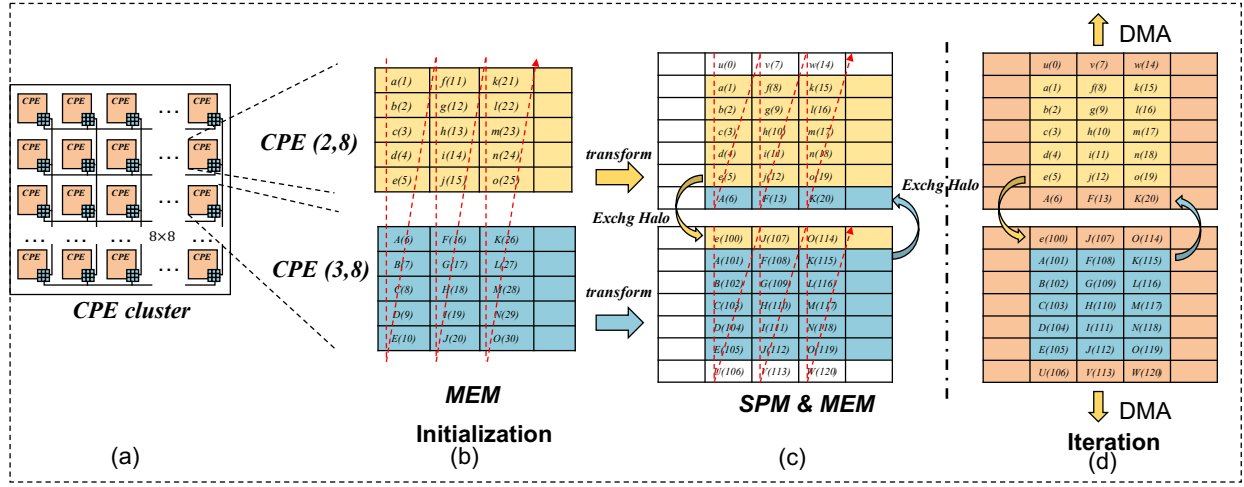 CPE CPE CPE ... CPE
CPE CPE CPE ... CPE
CPE CPE CPE ... CPE
... ... 8×8 ... ...
CPE CPE CPE ... CPE
CPE cluster
(a)
CPE (2,8)
a(1) f(11) k(21)
b(2) g(12) l(22)
c(3) h(13) m(23)
d(4) i(14) n(24)
e(5) j(15) o(25)
CPE (3,8)
A(6) F(16) K(26)
B(7) G(17) L(27)
C(8) H(18) M(28)
D(9) I(19) N(29)
E(10) J(20) O(30)
MEM
Initialization
(b)
transform
transform
u(0) v(7) w(14)
a(1) f(8) k(15)
b(2) g(9) l(16)
c(3) h(10) m(17)
d(4) i(11) n(18)
e(5) j(12) o(19)
A(6) F(13) K(20)
Exchg Halo
Exchg Halo
e(100) J(107) O(114)
A(101) F(108) K(115)
B(102) G(109) L(116)
C(103) H(110) M(117)
D(104) I(111) N(118)
E(105) J(112) O(119)
U(106) V(113) W(120)
SPM & MEM
(c)
DMA
u(0) v(7) w(14)
a(1) f(8) k(15)
b(2) g(9) l(16)
c(3) h(10) m(17)
d(4) i(11) n(18)
e(5) j(12) o(19)
A(6) F(13) K(20)
e(100) J(107) O(114)
A(101) F(108) K(115)
B(102) G(109) L(116)
C(103) H(110) M(117)
D(104) I(111) N(118)
E(105) J(112) O(119)
U(106) V(113) W(120)
DMA
Iteration
(d)